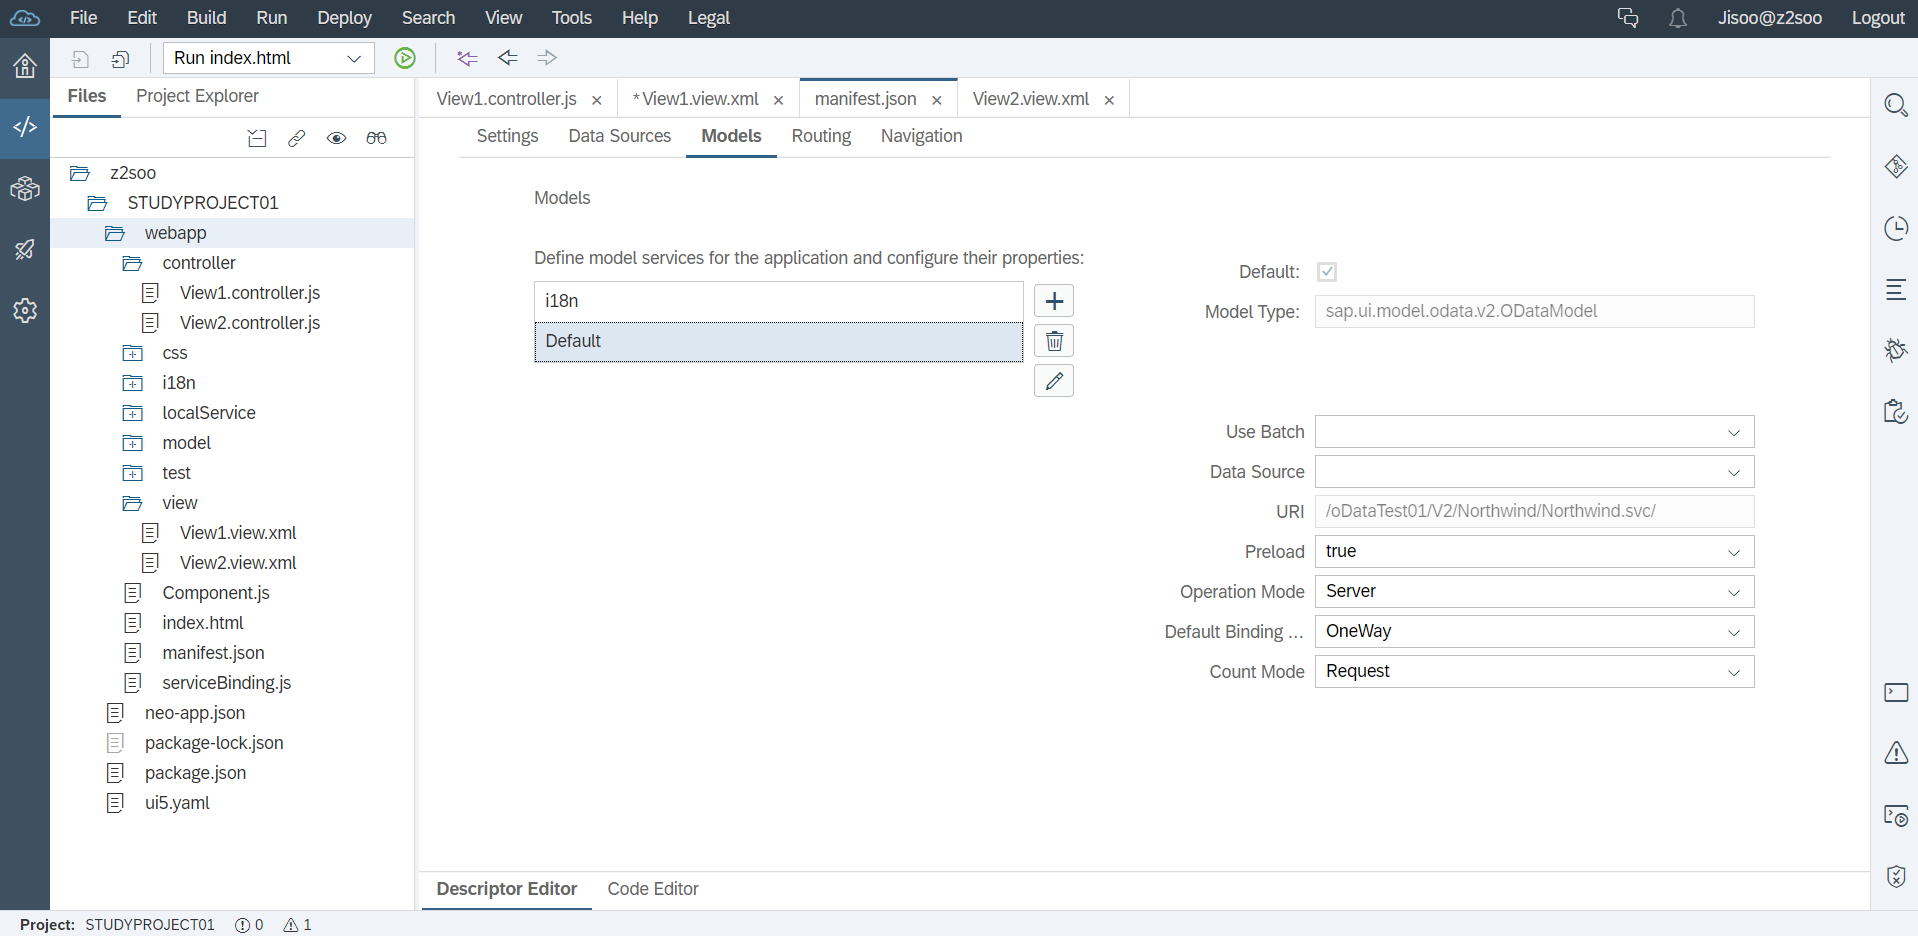 File Edit Build Run Deploy Search View Tools Help Legal Jisoo@z2soo Logout
Run index.html
Files Project Explorer
z2soo
STUDYPROJECT01
webapp
controller
View1.controller.js
View2.controller.js
css
i18n
localService
model
test
view
View1.view.xml
View2.view.xml
Component.js
index.html
manifest.json
serviceBinding.js
neo-app.json
package-lock.json
package.json
ui5.yaml
View1.controller.js × *View1.view.xml × manifest.json × View2.view.xml ×
Settings Data Sources Models Routing Navigation
Models
Define model services for the application and configure their properties:
i18n
Default
Default:
Model Type: sap.ui.model.odata.v2.ODataModel
Use Batch
Data Source
URI /oDataTest01/V2/Northwind/Northwind.svc/
Preload true
Operation Mode Server
Default Binding ... OneWay
Count Mode Request
Descriptor Editor Code Editor
Project: STUDYPROJECT01 0 1